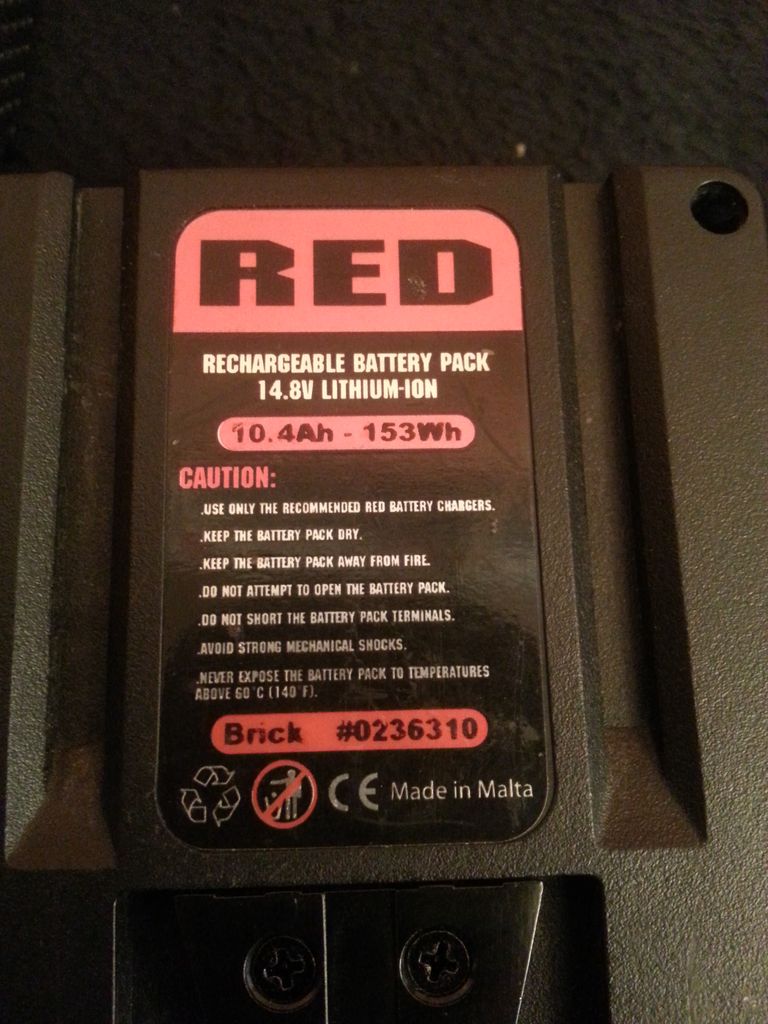 RED
RECHARGEABLE BATTERY PACK
14.8V LITHIUM-ION
10.4Ah - 153Wh
CAUTION:
.USE ONLY THE RECOMMENDED RED BATTERY CHARGERS.
.KEEP THE BATTERY PACK DRY.
.KEEP THE BATTERY PACK AWAY FROM FIRE.
.DO NOT ATTEMPT TO OPEN THE BATTERY PACK.
.DO NOT SHORT THE BATTERY PACK TERMINALS.
.AVOID STRONG MECHANICAL SHOCKS.
.NEVER EXPOSE THE BATTERY PACK TO TEMPERATURES
ABOVE 60°C (140°F).
Brick #0236310
CE Made in Malta